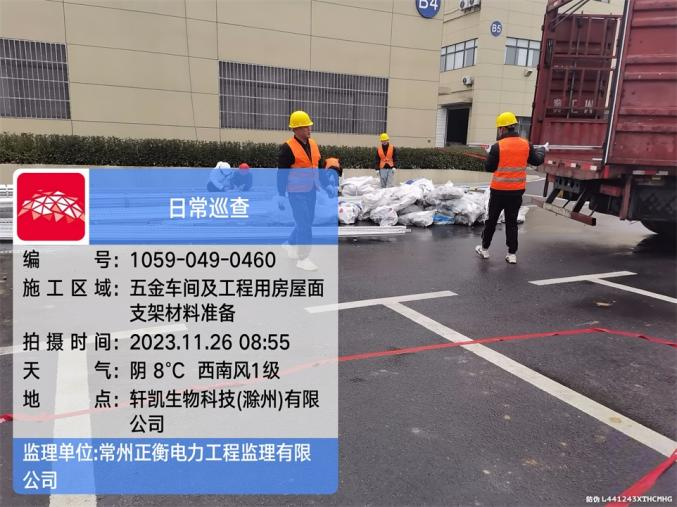 B4
B5
日常巡查
编 号：1059-049-0460
施工区域：五金车间及工程用房屋面
支架材料准备
拍摄时间：2023.11.26 08:55
天 气：阴 8°C 西南风1级
地 点：轩凯生物科技(滁州)有限
公司
监理单位:常州正衡电力工程监理有限
公司
防伪 L441243XTHCMHG